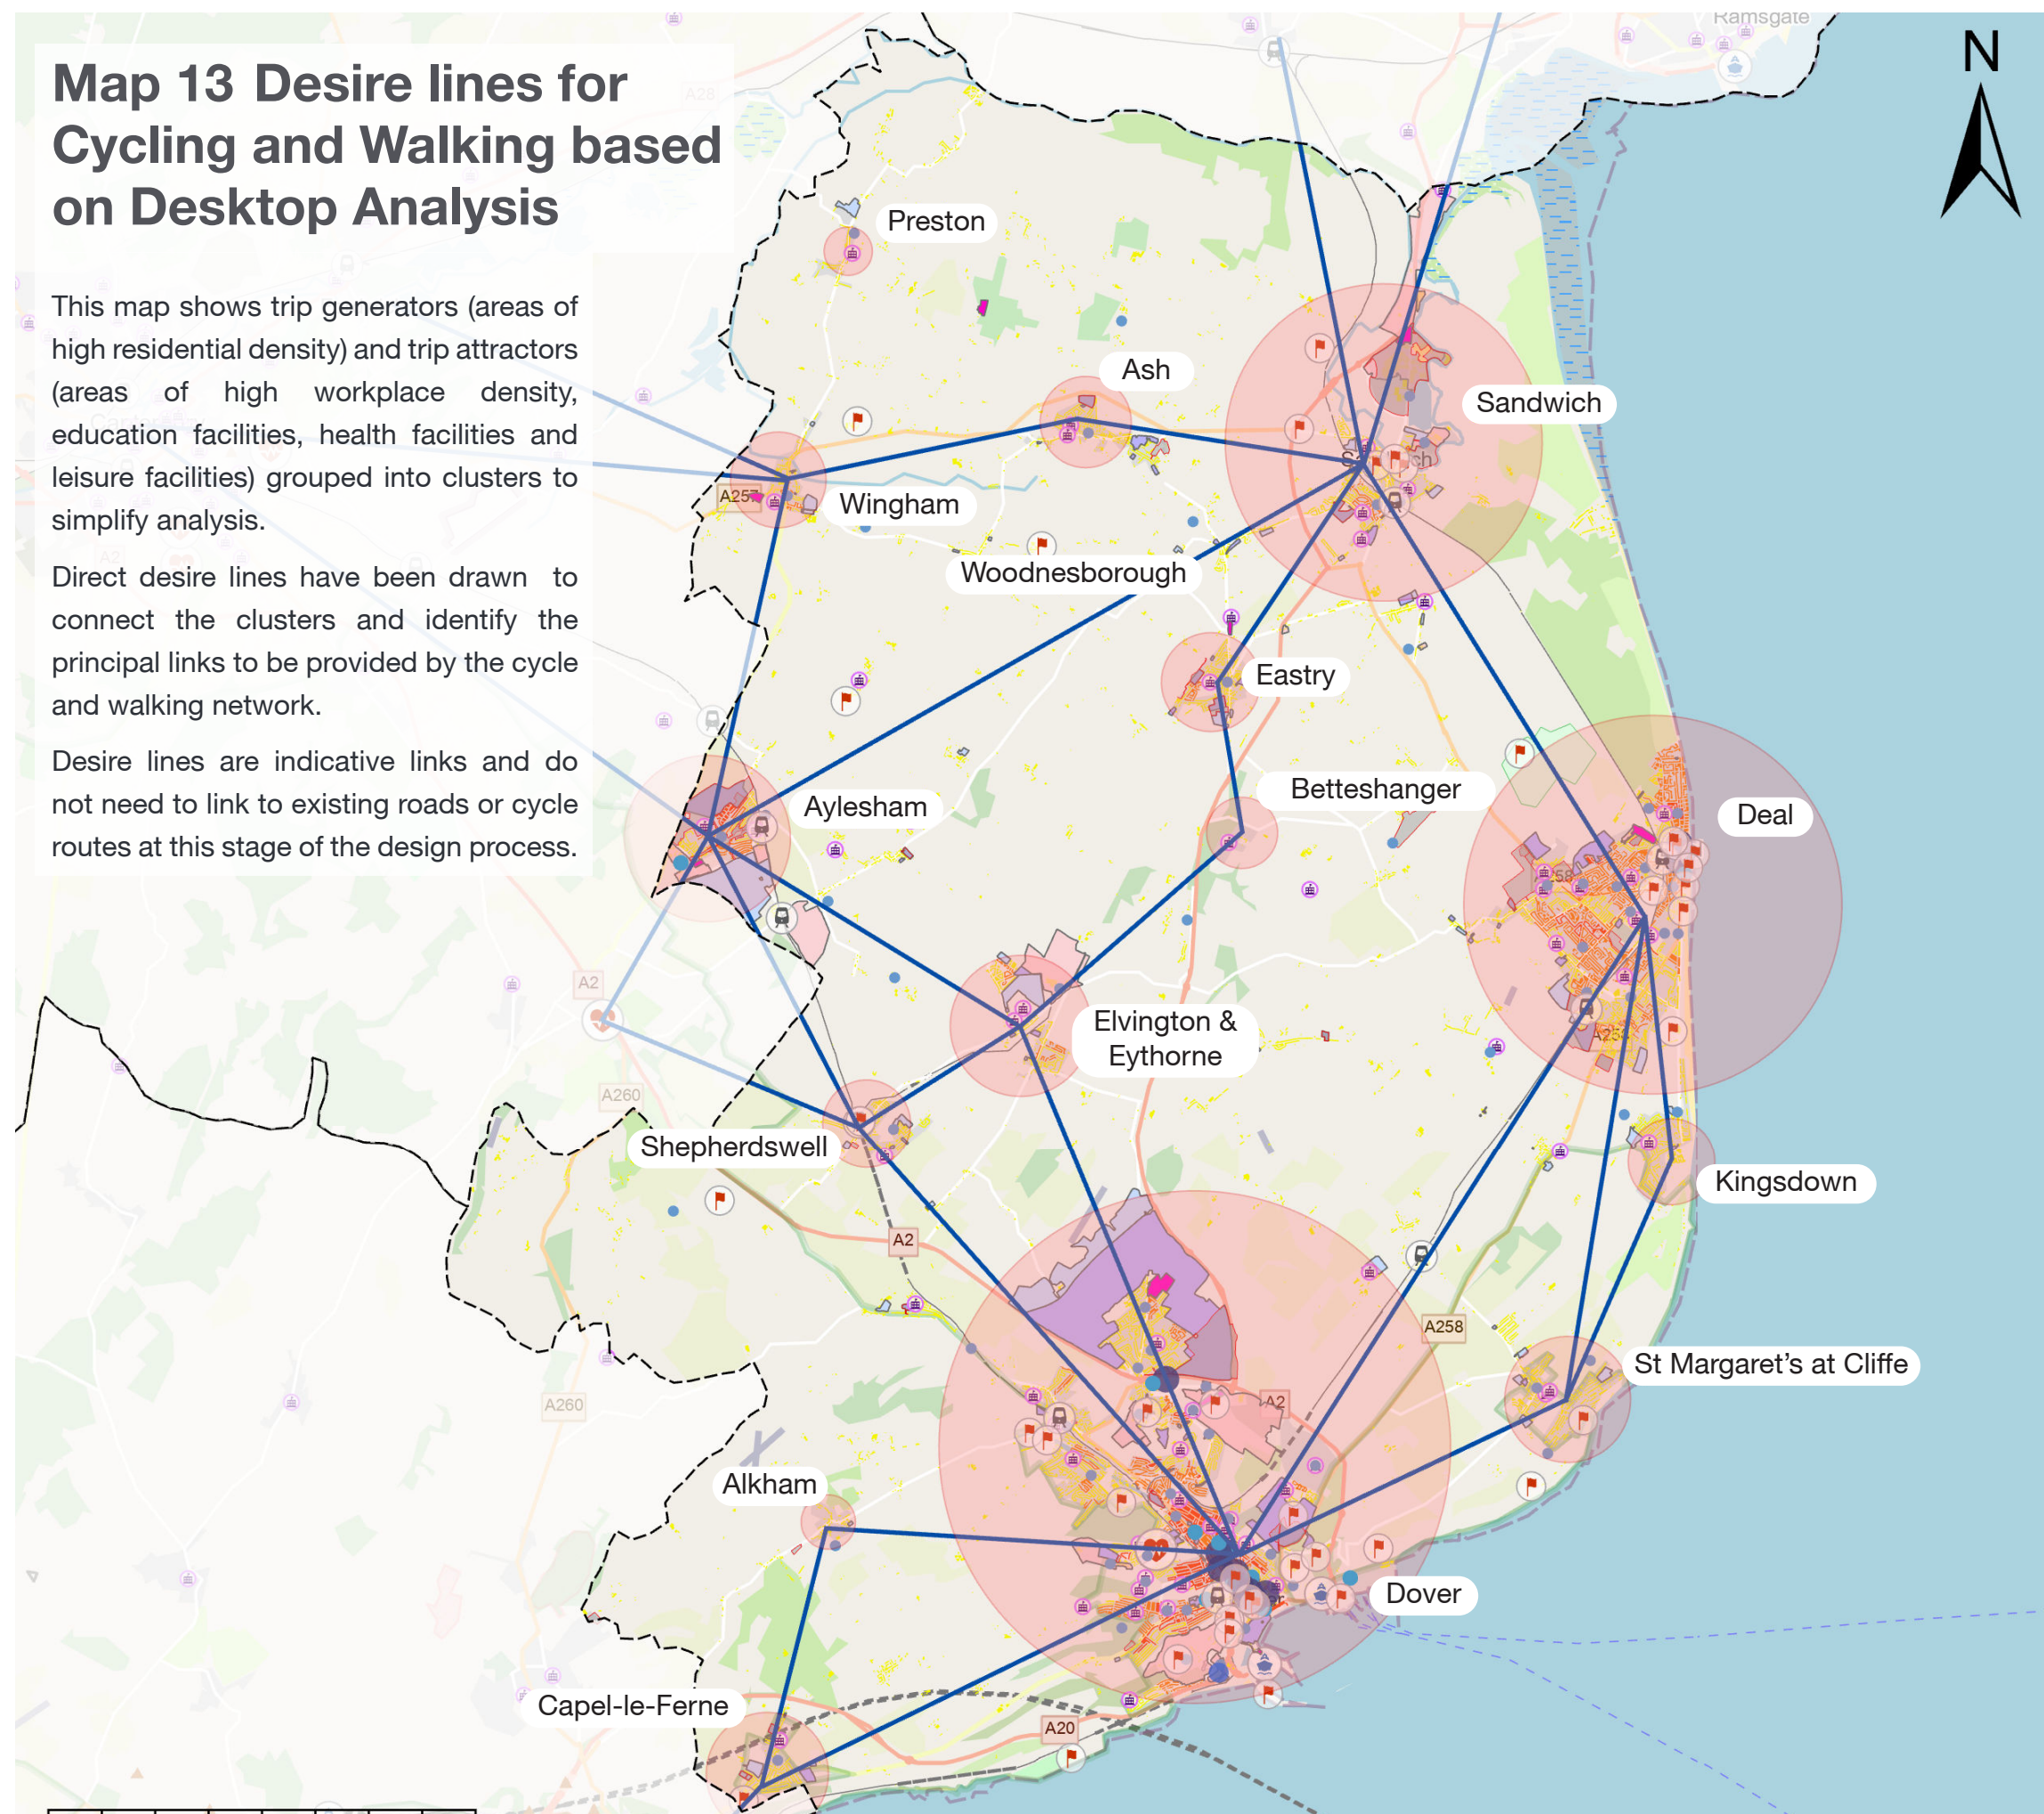 Map 13 Desire lines for
Cycling and Walking based
on Desktop Analysis
This map shows trip generators (areas of
high residential density) and trip attractors
(areas of high workplace density,
education facilities, health facilities and
leisure facilities) grouped into clusters to
simplify analysis.
Direct desire lines have been drawn to
connect the clusters and identify the
principal links to be provided by the cycle
and walking network.
Desire lines are indicative links and do
not need to link to existing roads or cycle
routes at this stage of the design process.
N
Ramsgate
A28
Preston
Ash
Sandwich
A257
Wingham
A2
Woodnesborough
Eastry
Betteshanger
Deal
Aylesham
A2
Elvington &
Eythorne
A260
Shepherdswell
Kingsdown
A2
A258
St Margaret's at Cliffe
A260
A2
Alkham
Dover
Capel-le-Ferne
A20